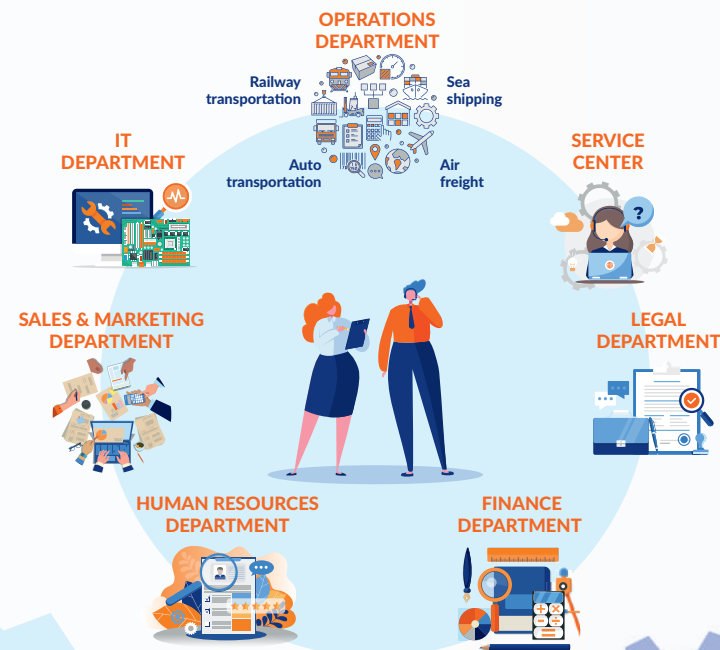 OPERATIONS
DEPARTMENT
Railway
transportation
Sea
shipping
Auto
transportation
Air
freight
IT
DEPARTMENT
SERVICE
CENTER
?
SALES & MARKETING
DEPARTMENT
LEGAL
DEPARTMENT
HUMAN RESOURCES
DEPARTMENT
FINANCE
DEPARTMENT